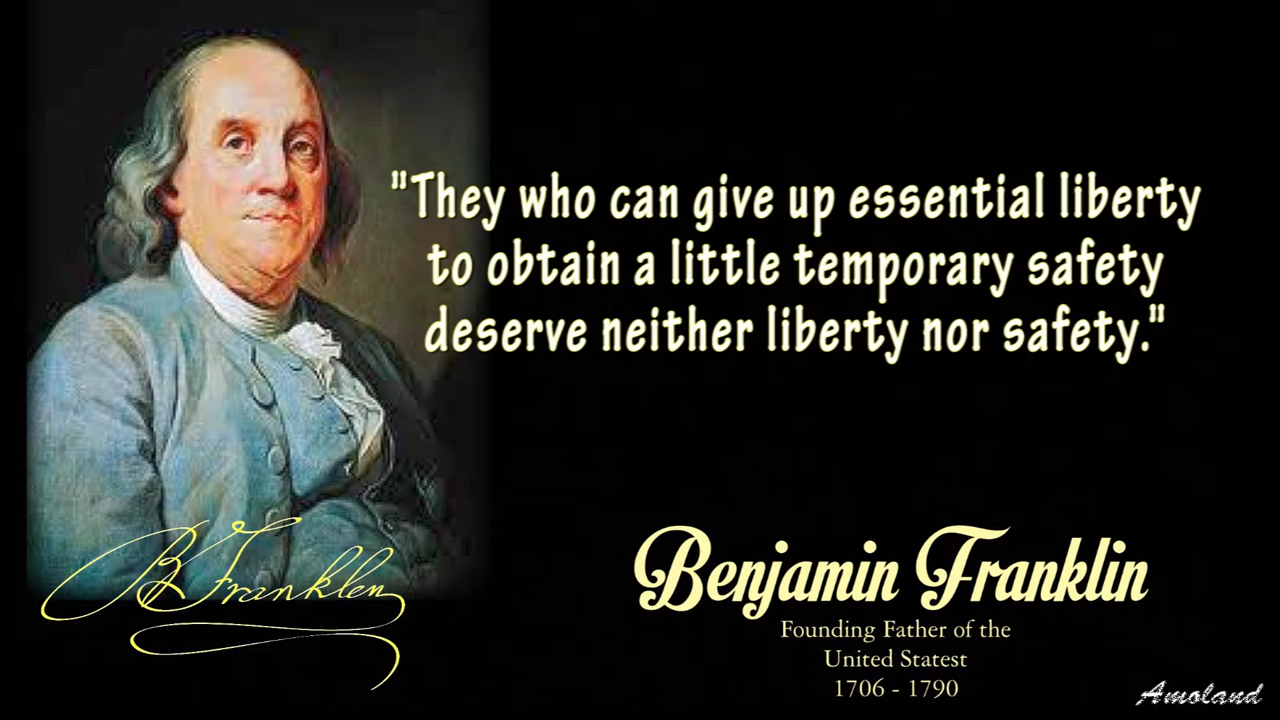 "They who can give up essential liberty
to obtain a little temporary safety
deserve neither liberty nor safety."
B Franklin
Benjamin Franklin
Founding Father of the
United Statest
1706 - 1790
Amoland